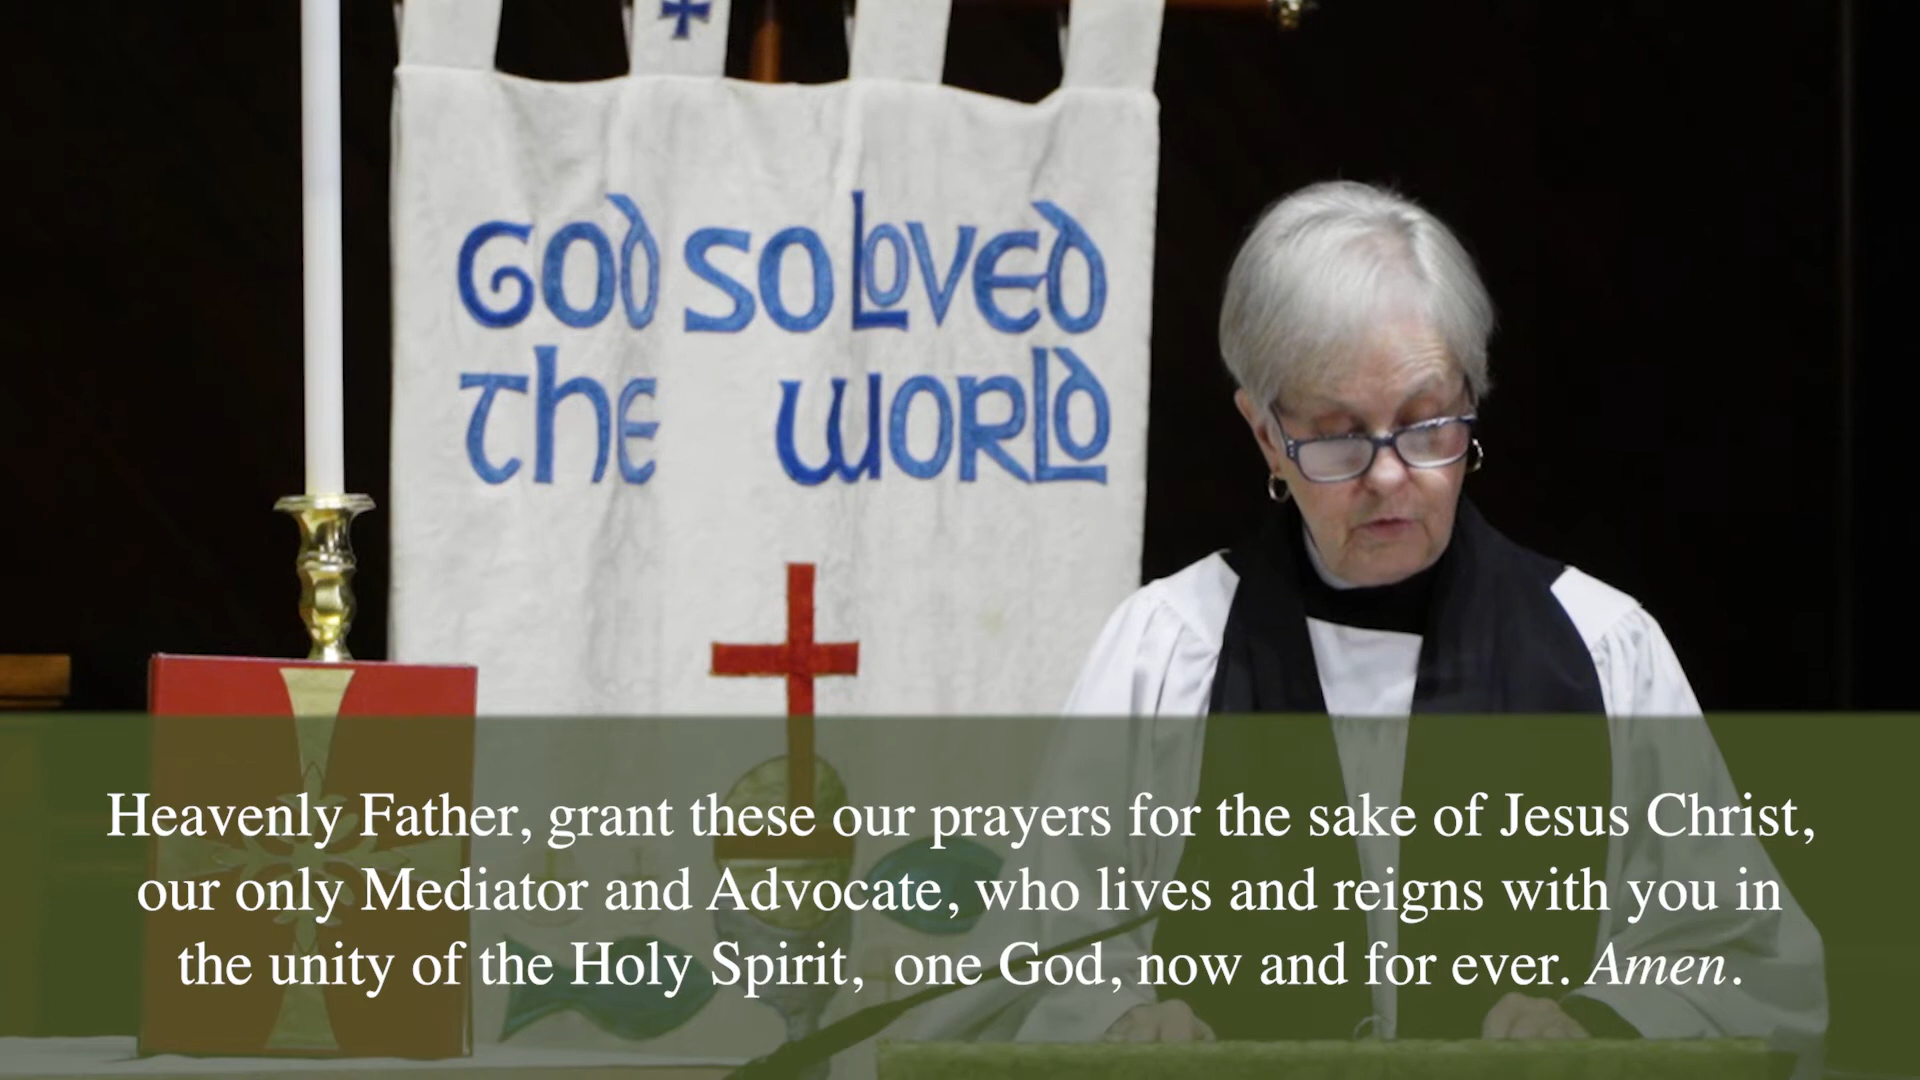 GOD SO LOVED
THE WORLD
Heavenly Father, grant these our prayers for the sake of Jesus Christ,
our only Mediator and Advocate, who lives and reigns with you in
the unity of the Holy Spirit,  one God, now and for ever. Amen.